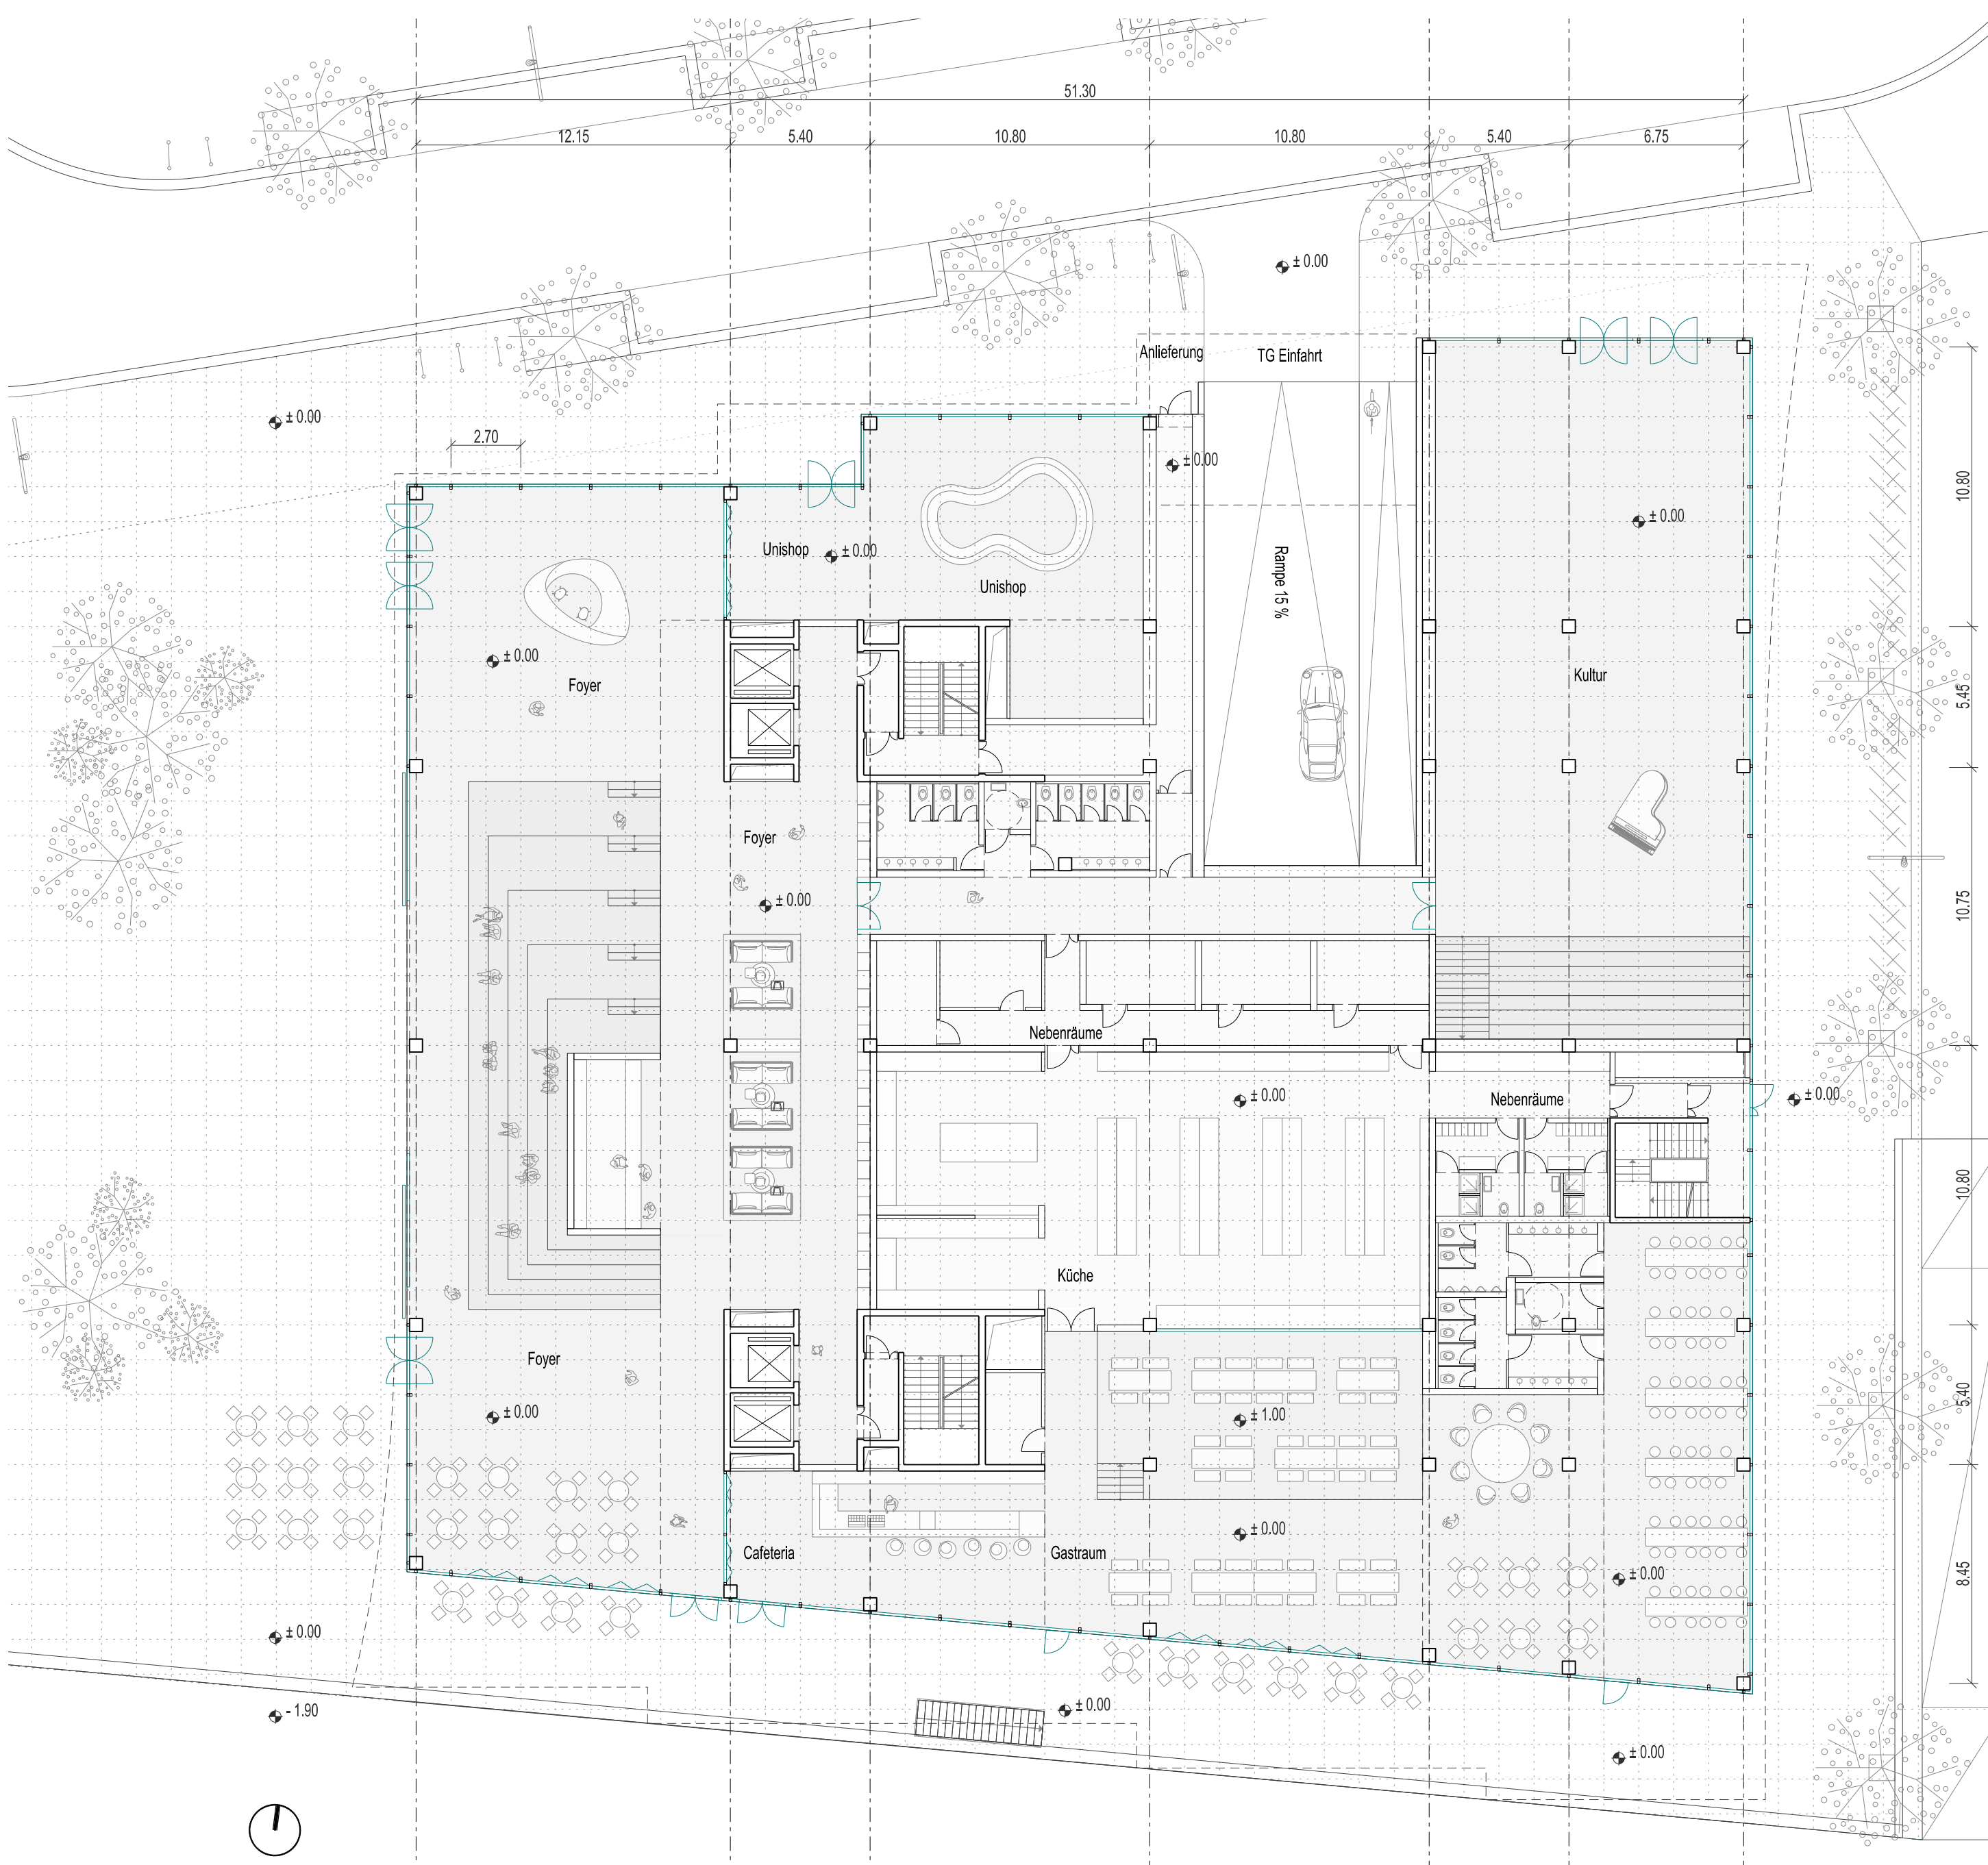 51.30
12.15 5.40 10.80 10.80 5.40 6.75
± 0.00
Anlieferung TG Einfahrt
± 0.00
2.70
± 0.00
± 0.00
Unishop ± 0.00
Unishop
Rampe 15 %
10.80
± 0.00
Foyer
Kultur
5.45
Foyer
± 0.00
10.75
Nebenräume
± 0.00
Nebenräume
± 0.00
10.80
Küche
Foyer
± 0.00
± 1.00
5.40
± 0.00
Cafeteria
Gastraum
± 0.00
8.45
± 0.00
- 1.90
± 0.00
± 0.00